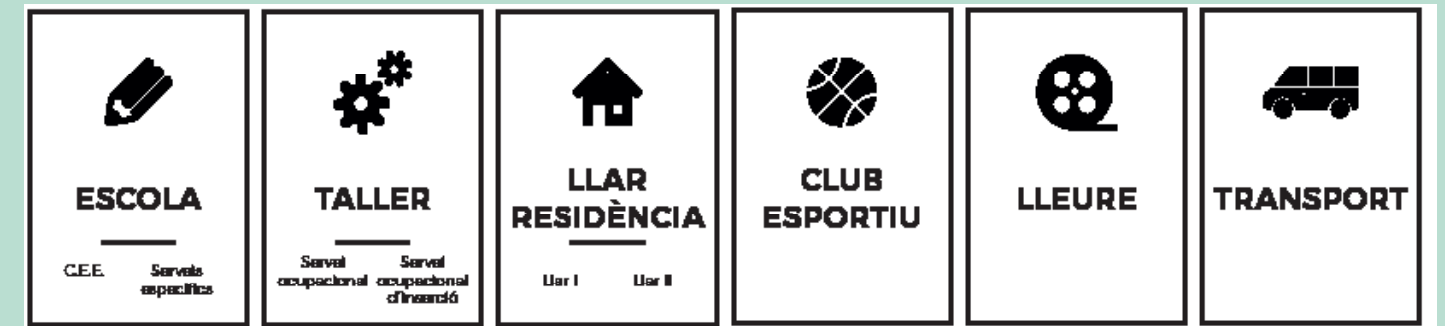 ESCOLA
C.E.E.
Serveis
específics
TALLER
Servei
ocupacional
Servei
ocupacional
d'inserció
LLAR
RESIDÈNCIA
Llar I
Llar II
CLUB
ESPORTIU
LLEURE
TRANSPORT